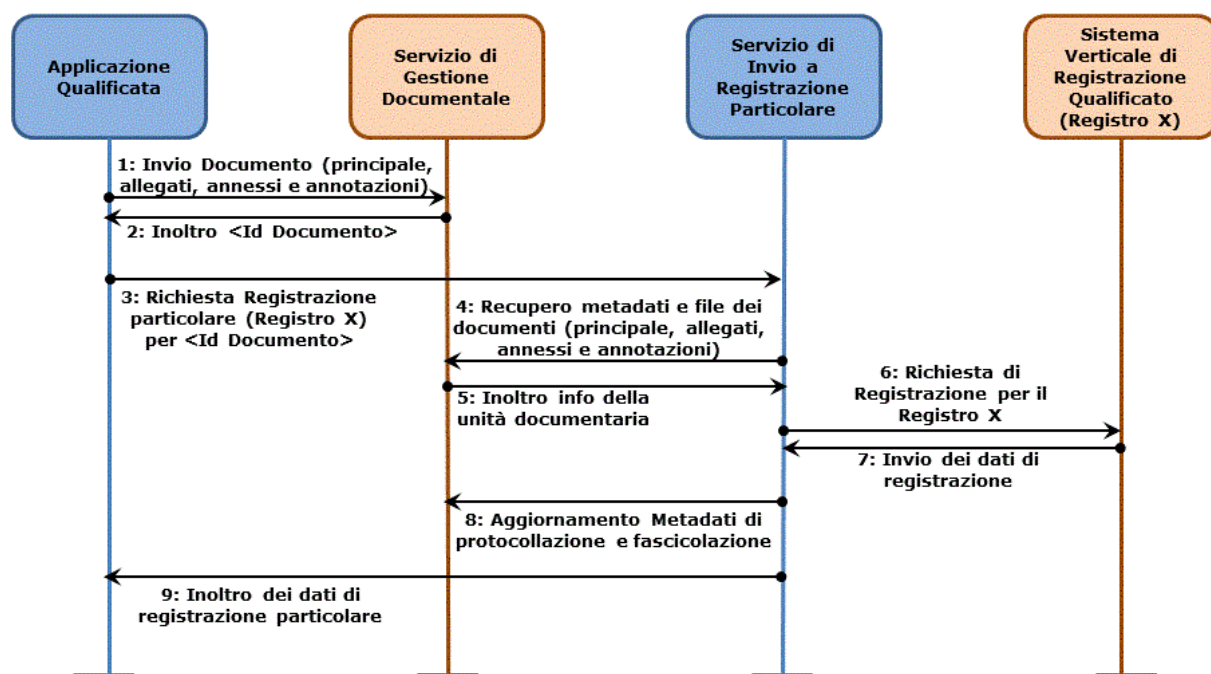 Applicazione
Qualificata
Servizio di
Gestione
Documentale
Servizio di
Invio a
Registrazione
Particolare
Sistema
Verticale di
Registrazione
Qualificato
(Registro X)
1: Invio Documento (principale,
allegati, annessi e annotazioni)
2: Inoltro <Id Documento>
3: Richiesta Registrazione
particolare (Registro X)
per <Id Documento>
4: Recupero metadati e file dei
documenti (principale, allegati,
annessi e annotazioni)
5: Inoltro info della
unità documentaria
6: Richiesta di
Registrazione per il
Registro X
7: Invio dei dati di
registrazione
8: Aggiornamento Metadati di
protocollazione e fascicolazione
9: Inoltro dei dati di
registrazione particolare